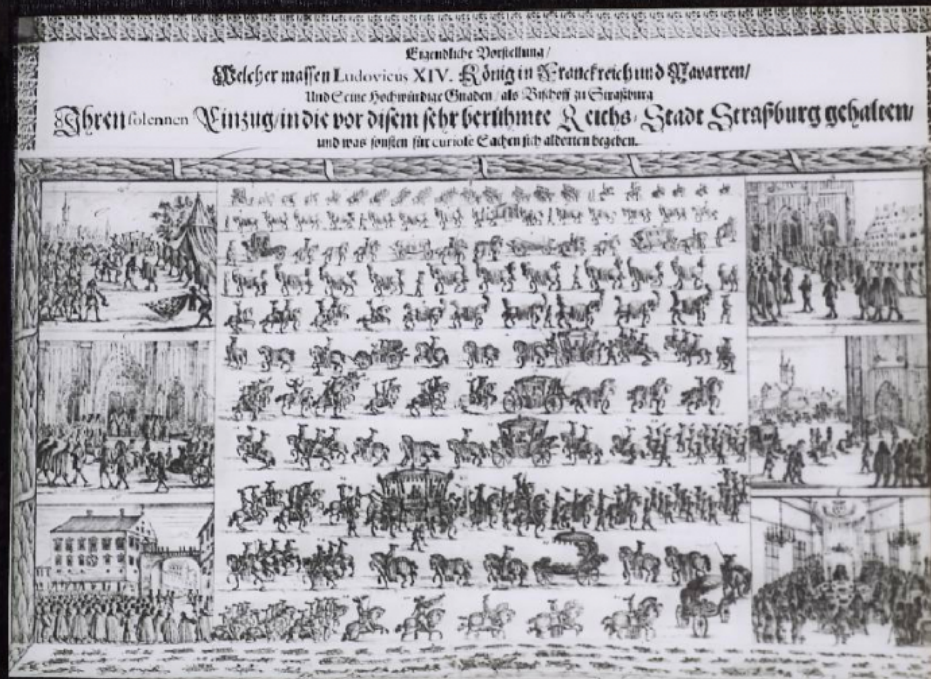 Eigendliche Vorstellung/
Welcher massen Ludovicus XIV. König in Franckreich und Navarren/
Und Seine Hochwürdige Gnaden/ als Bischoff zu Straßburg
Ihren solennen Einzug/ in die vor disem sehr berühmte Reichs-Stadt Straßburg gehalten/
und was sonsten für curiose Sachen sich alldorten begeben.